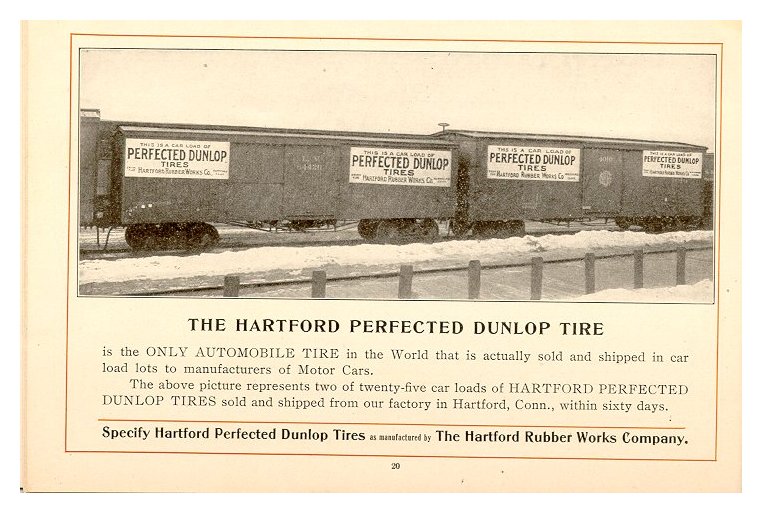 THIS IS A CAR LOAD OF
PERFECTED DUNLOP
TIRES
HARTFORD RUBBER WORKS CO.
THIS IS A CAR LOAD OF
PERFECTED DUNLOP
TIRES
HARTFORD RUBBER WORKS CO.
THIS IS A CAR LOAD OF
PERFECTED DUNLOP
TIRES
HARTFORD RUBBER WORKS CO.
THIS IS A CAR LOAD OF
PERFECTED DUNLOP
TIRES
HARTFORD RUBBER WORKS CO.
THE HARTFORD PERFECTED DUNLOP TIRE
is the ONLY AUTOMOBILE TIRE in the World that is actually sold and shipped in car
load lots to manufacturers of Motor Cars.
The above picture represents two of twenty-five car loads of HARTFORD PERFECTED
DUNLOP TIRES sold and shipped from our factory in Hartford, Conn., within sixty days.
Specify Hartford Perfected Dunlop Tires as manufactured by The Hartford Rubber Works Company.
20